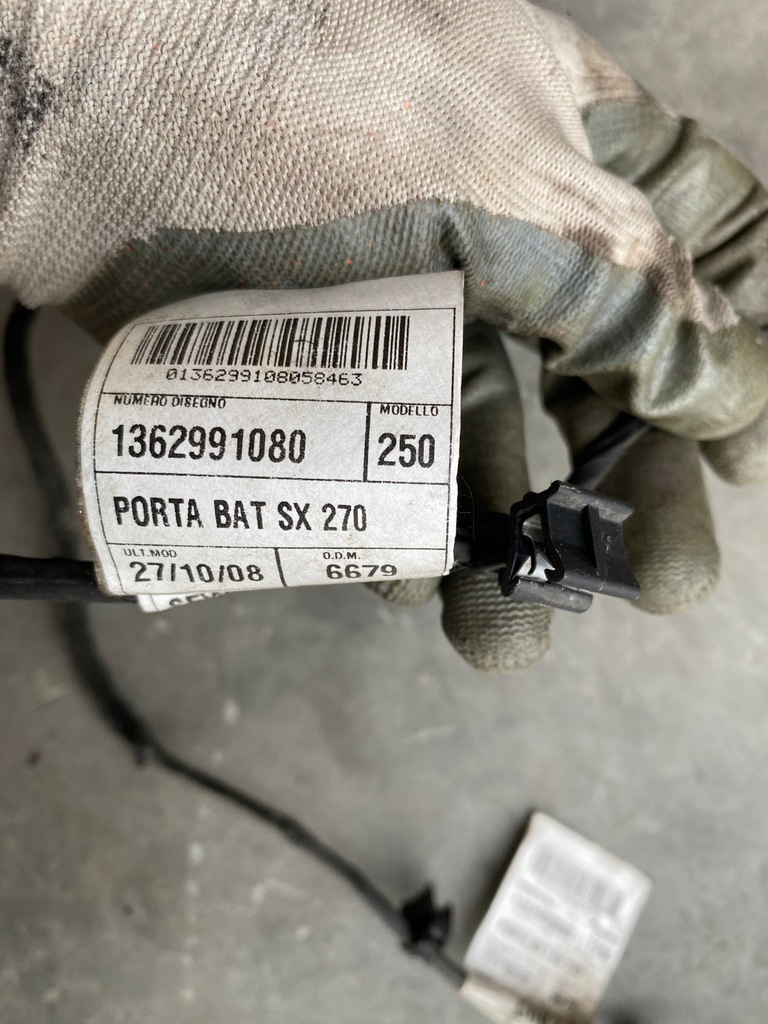 0136299108058463
NUMERO DISEGNO
MODELLO
1362991080
250
PORTA BAT SX 270
ULT.MOD
O.D.M.
27/10/08
6679